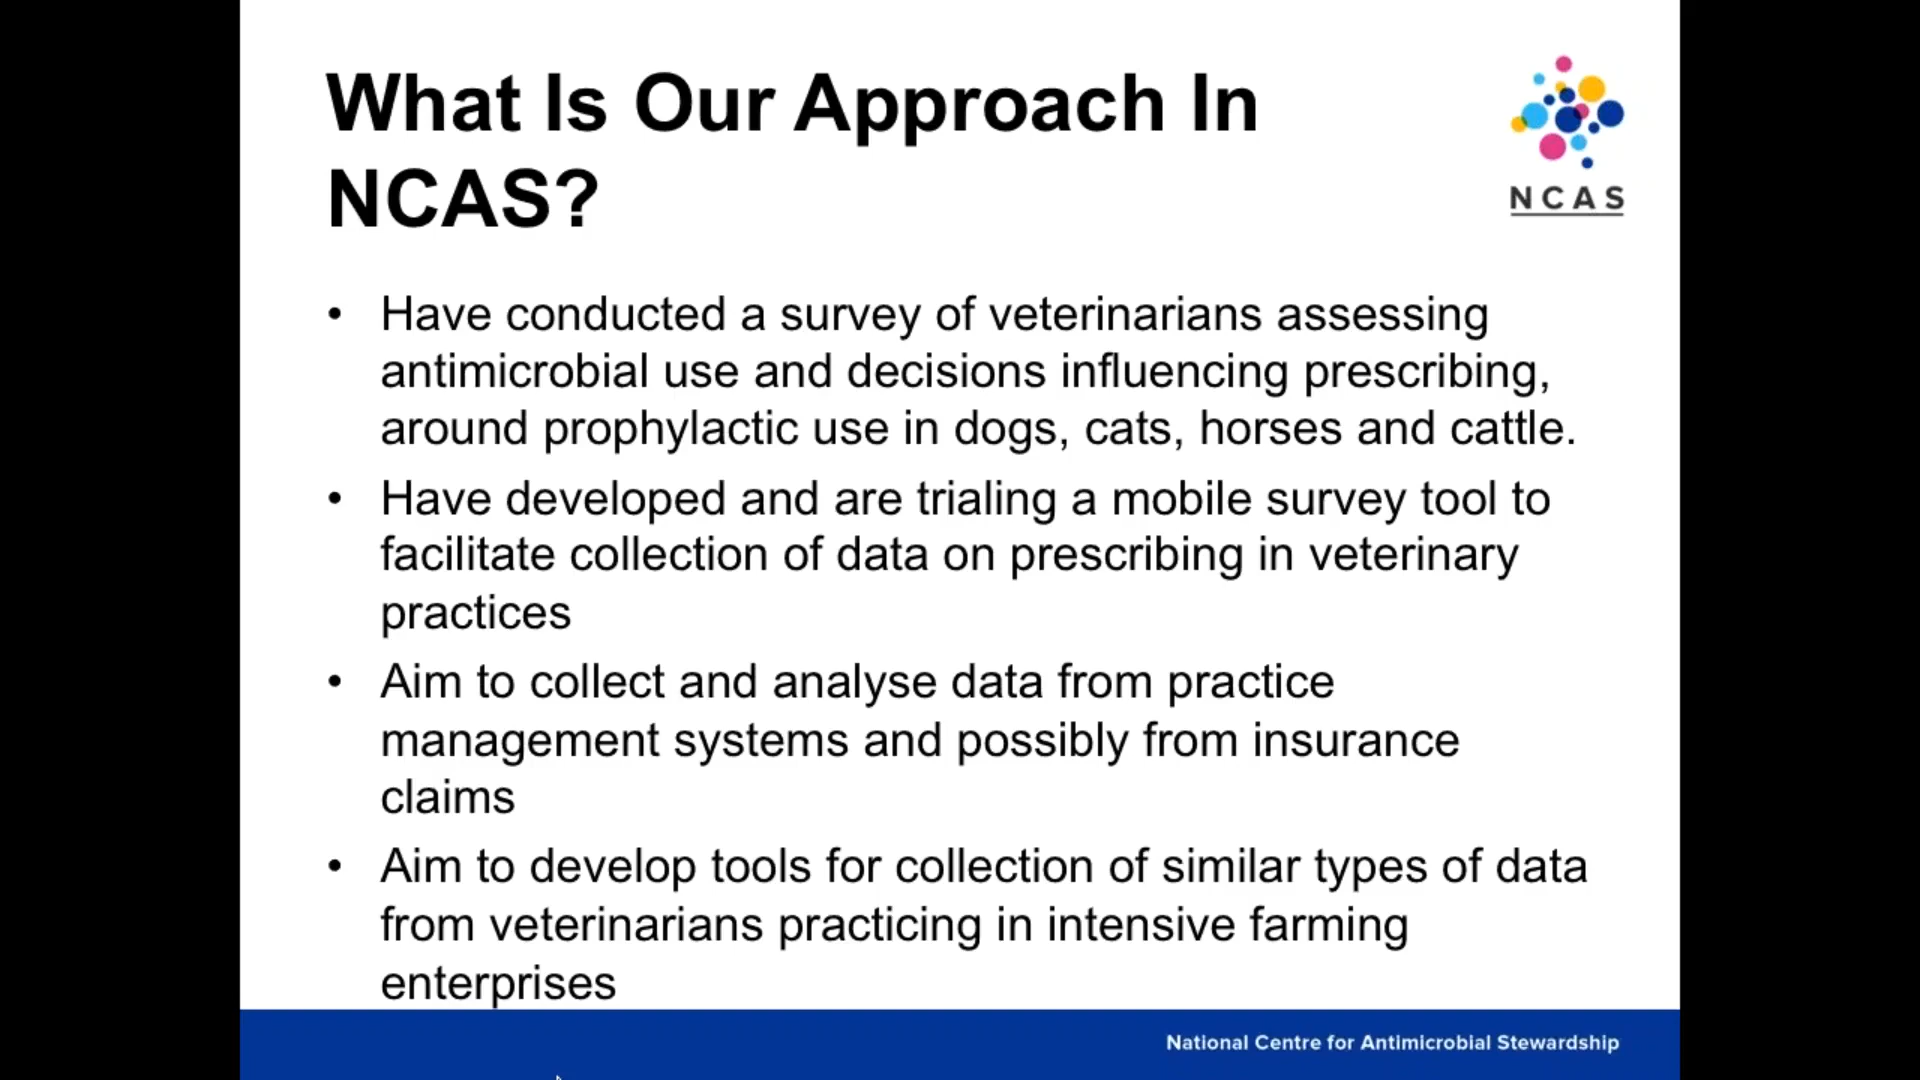 What Is Our Approach In
NCAS?
NCAS
• Have conducted a survey of veterinarians assessing
antimicrobial use and decisions influencing prescribing,
around prophylactic use in dogs, cats, horses and cattle.
• Have developed and are trialing a mobile survey tool to
facilitate collection of data on prescribing in veterinary
practices
• Aim to collect and analyse data from practice
management systems and possibly from insurance
claims
• Aim to develop tools for collection of similar types of data
from veterinarians practicing in intensive farming
enterprises
National Centre for Antimicrobial Stewardship